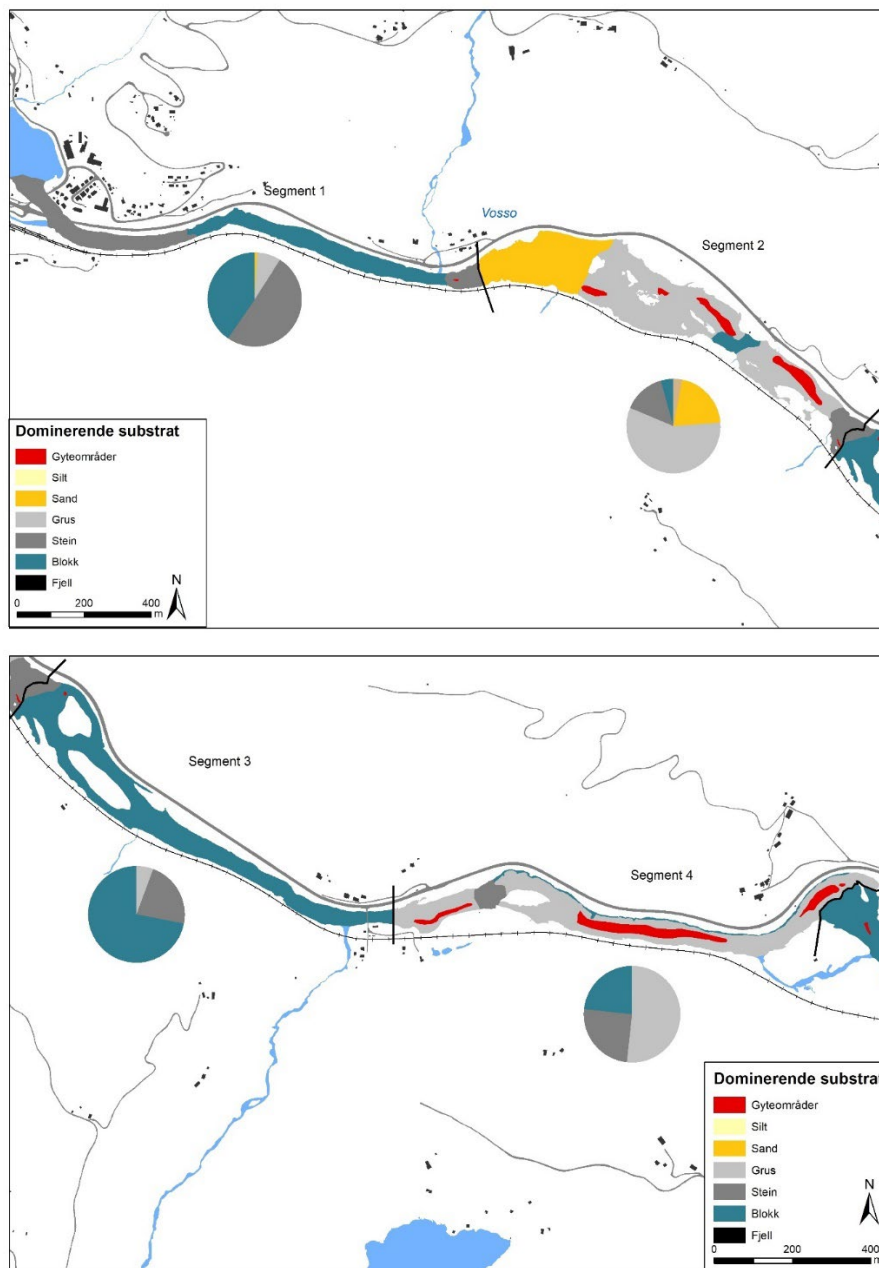 Segment 1
Vosso
Segment 2
Dominerende substrat
Gyteområder
Silt
Sand
Grus
Stein
Blokk
Fjell
N
0 200 400
m
Segment 3
Segment 4
Dominerende substrat
Gyteområder
Silt
Sand
Grus
Stein
Blokk
Fjell
N
0 200 400
m